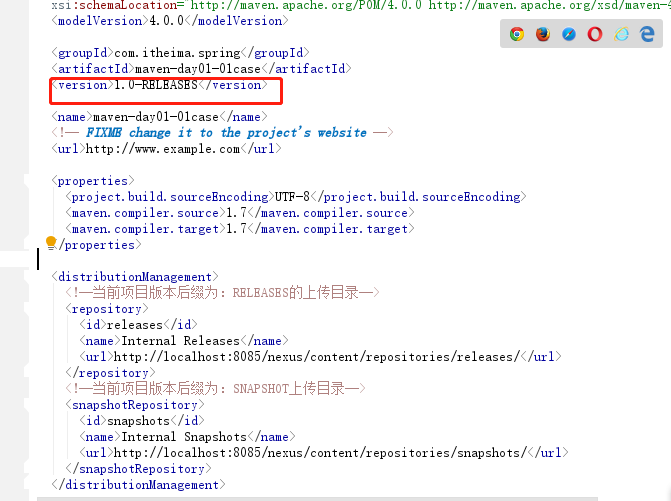 xsi:schemaLocation="http://maven.apache.org/POM/4.0.0 http://maven.apache.org/xsd/maven-4
<modelVersion>4.0.0</modelVersion>
<groupId>com.itheima.spring</groupId>
<artifactId>maven-day01-01case</artifactId>
<version>1.0-RELEASES</version>
<name>maven-day01-01case</name>
<!-- FIXME change it to the project's website -->
<url>http://www.example.com</url>
<properties>
<project.build.sourceEncoding>UTF-8</project.build.sourceEncoding>
<maven.compiler.source>1.7</maven.compiler.source>
<maven.compiler.target>1.7</maven.compiler.target>
</properties>
<distributionManagement>
<!--当前项目版本后缀为：RELEASES的上传目录-->
<repository>
<id>releases</id>
<name>Internal Releases</name>
<url>http://localhost:8085/nexus/content/repositories/releases/</url>
</repository>
<!--当前项目版本后缀为：SNAPSHOT上传目录-->
<snapshotRepository>
<id>snapshots</id>
<name>Internal Snapshots</name>
<url>http://localhost:8085/nexus/content/repositories/snapshots/</url>
</snapshotRepository>
</distributionManagement>